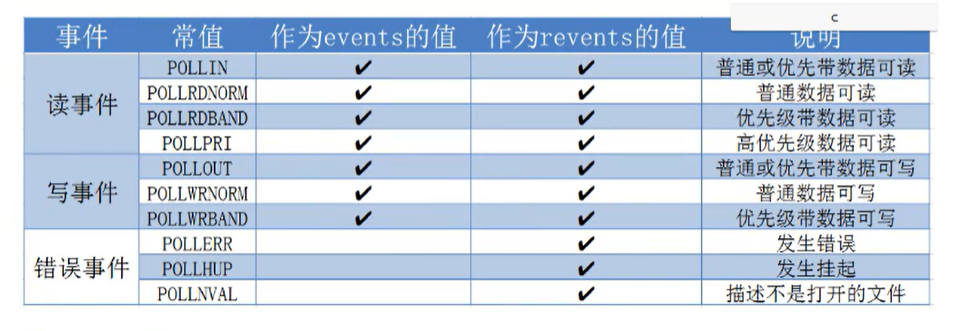 c
事件 常值 作为events的值 作为revents的值 说明
读事件 POLLIN ✔ ✔ 普通或优先带数据可读
POLLRDNORM ✔ ✔ 普通数据可读
POLLRDBAND ✔ ✔ 优先级带数据可读
POLLPRI ✔ ✔ 高优先级数据可读
写事件 POLLOUT ✔ ✔ 普通或优先带数据可写
POLLWRNORM ✔ ✔ 普通数据可写
POLLWRBAND ✔ ✔ 优先级带数据可写
错误事件 POLLERR ✔ 发生错误
POLLHUP ✔ 发生挂起
POLLNVAL ✔ 描述不是打开的文件